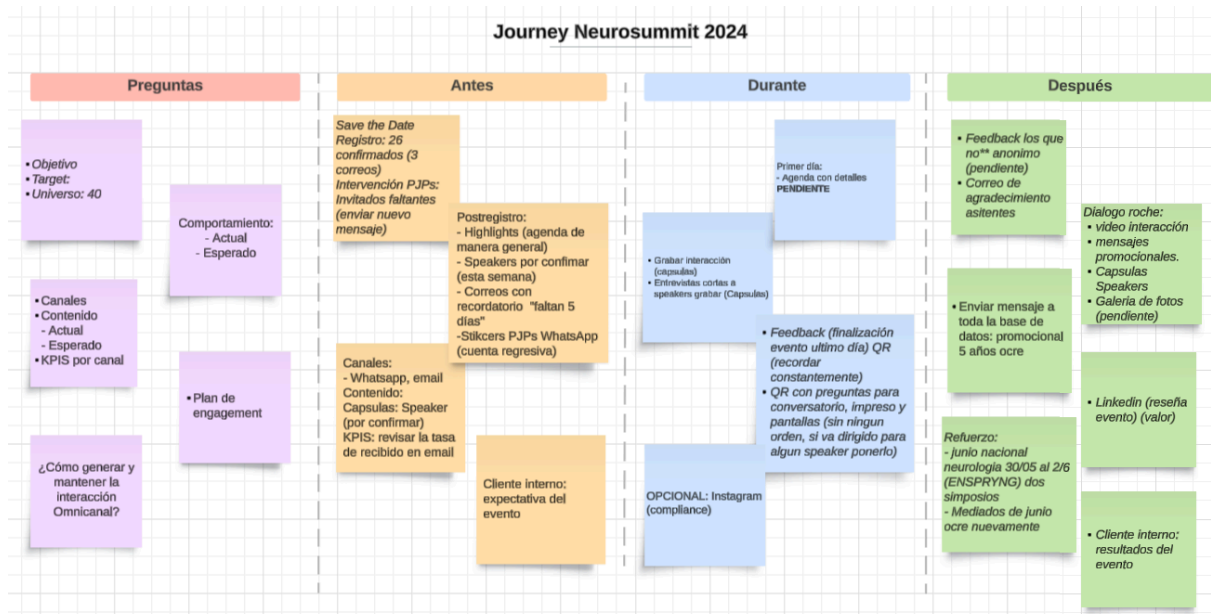 Journey Neurosummit 2024
Preguntas
• Objetivo
• Target:
• Universo: 40
Comportamiento:
- Actual
- Esperado
• Canales
• Contenido
- Actual
- Esperado
• KPIS por canal
• Plan de
engagement
¿Cómo generar y
mantener la
interacción
Omnicanal?
Antes
Save the Date
Registro: 26
confirmados (3
correos)
Intervención PJPs:
Invitados faltantes
(enviar nuevo
mensaje)
Postregistro:
- Highlights (agenda de
manera general)
- Speakers por confimar
(esta semana)
- Correos con
recordatorio "faltan 5
días"
-Stikcers PJPs WhatsApp
(cuenta regresiva)
Canales:
- Whatsapp, email
Contenido:
Capsulas: Speaker
(por confirmar)
KPIS: revisar la tasa
de recibido en email
Cliente interno:
expectativa del
evento
Durante
Primer día:
- Agenda con detalles
PENDIENTE
• Grabar interacción
(capsulas)
• Entrevistas cortas a
speakers grabar (Capsulas)
• Feedback (finalización
evento ultimo día) QR
(recordar
constantemente)
• QR con preguntas para
conversatorio, impreso y
pantallas (sin ningun
orden, si va dirigido para
algun speaker ponerlo)
OPCIONAL: Instagram
(compliance)
Después
• Feedback los que
no** anonimo
(pendiente)
• Correo de
agradecimiento
asitentes
Dialogo roche:
• video interacción
• mensajes
promocionales.
• Capsulas
Speakers
• Galeria de fotos
(pendiente)
• Enviar mensaje a
toda la base de
datos: promocional
5 años ocre
• Linkedin (reseña
evento) (valor)
Refuerzo:
- junio nacional
neurologia 30/05 al 2/6
(ENSPRYNG) dos
simposios
- Mediados de junio
ocre nuevamente
• Cliente interno:
resultados del
evento